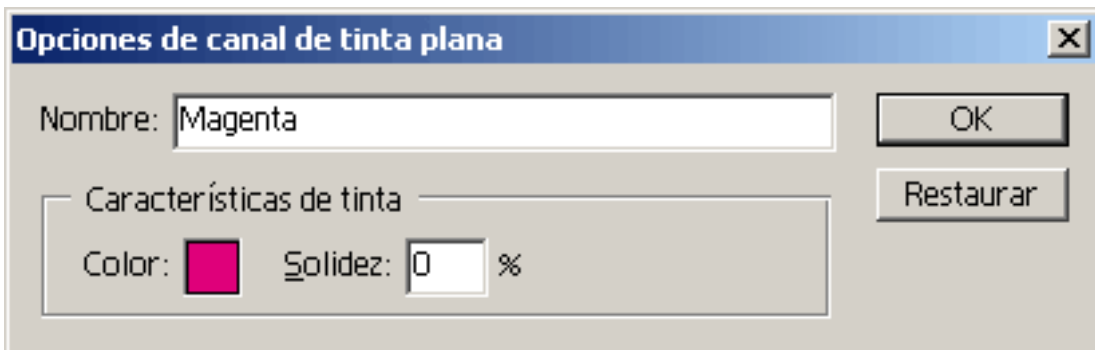 Opciones de canal de tinta plana
Nombre: Magenta OK
Características de tinta Restaurar
Color: Solidez: 0 %